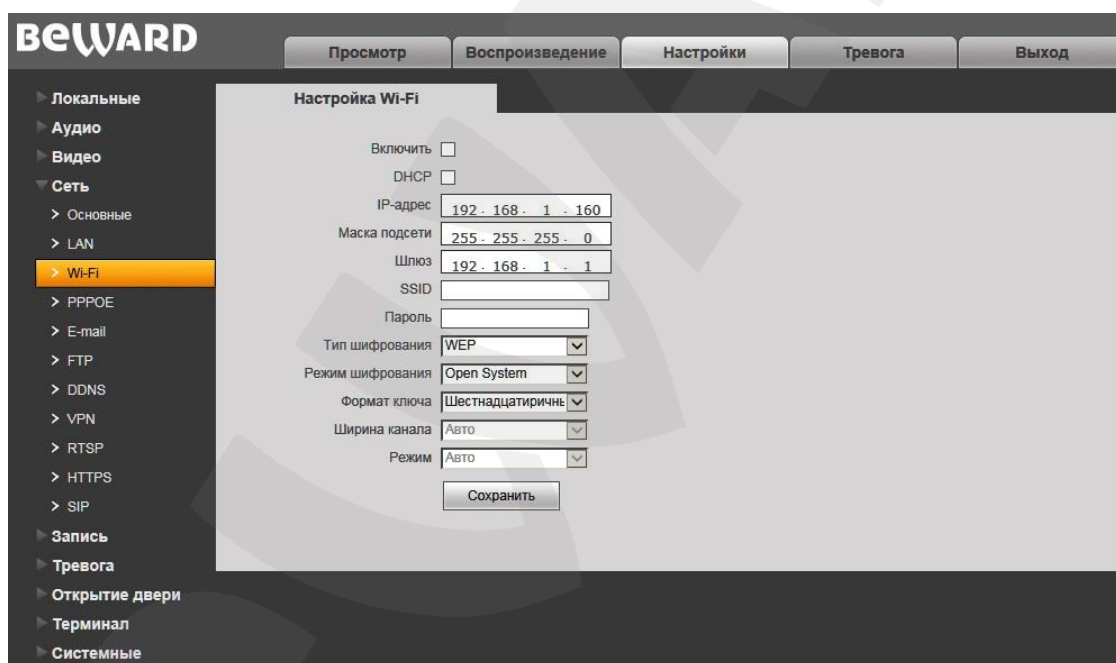 BEWARD
Просмотр Воспроизведение Настройки Тревога Выход
Локальные
Аудио
Видео
Сеть
> Основные
> LAN
> Wi-Fi
> PPPOE
> E-mail
> FTP
> DDNS
> VPN
> RTSP
> HTTPS
> SIP
Запись
Тревога
Открытие двери
Терминал
Системные
Настройка Wi-Fi
Включить
DHCP
IP-адрес 192 . 168 . 1 . 160
Маска подсети 255 . 255 . 255 . 0
Шлюз 192 . 168 . 1 . 1
SSID
Пароль
Тип шифрования WEP
Режим шифрования Open System
Формат ключа Шестнадцатиричнь
Ширина канала Авто
Режим Авто
Сохранить